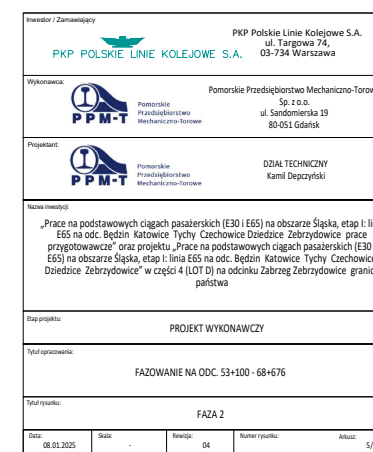 Inwestor / Zamawiający
PKP POLSKIE LINIE KOLEJOWE S.A.
PKP Polskie Linie Kolejowe S.A.
ul. Targowa 74,
03-734 Warszawa
Wykonawca:
PPM-T
Pomorskie
Przedsiębiorstwo
Mechaniczno-Torowe
Pomorskie Przedsiębiorstwo Mechaniczno-Torow
Sp. z o.o.
ul. Sandomierska 19
80-051 Gdańsk
Projektant:
PPM-T
Pomorskie
Przedsiębiorstwo
Mechaniczno-Torowe
DZIAŁ TECHNICZNY
Kamil Depczyński
Nazwa inwestycji:
„Prace na podstawowych ciągach pasażerskich (E30 i E65) na obszarze Śląska, etap I: lin
E65 na odc. Będzin Katowice Tychy Czechowice Dziedzice Zebrzydowice prace
przygotowawcze” oraz projektu „Prace na podstawowych ciągach pasażerskich (E30
E65) na obszarze Śląska, etap I: linia E65 na odc. Będzin Katowice Tychy Czechowice
Dziedzice Zebrzydowice” w części 4 (LOT D) na odcinku Zabrzeg Zebrzydowice granic
państwa
Etap projektu:
PROJEKT WYKONAWCZY
Tytuł opracowania:
FAZOWANIE NA ODC. 53+100 - 68+676
Tytuł rysunku:
FAZA 2
Data: Skala: Rewizja: Numer rysunku: Arkusz:
08.01.2025 - 04 5/